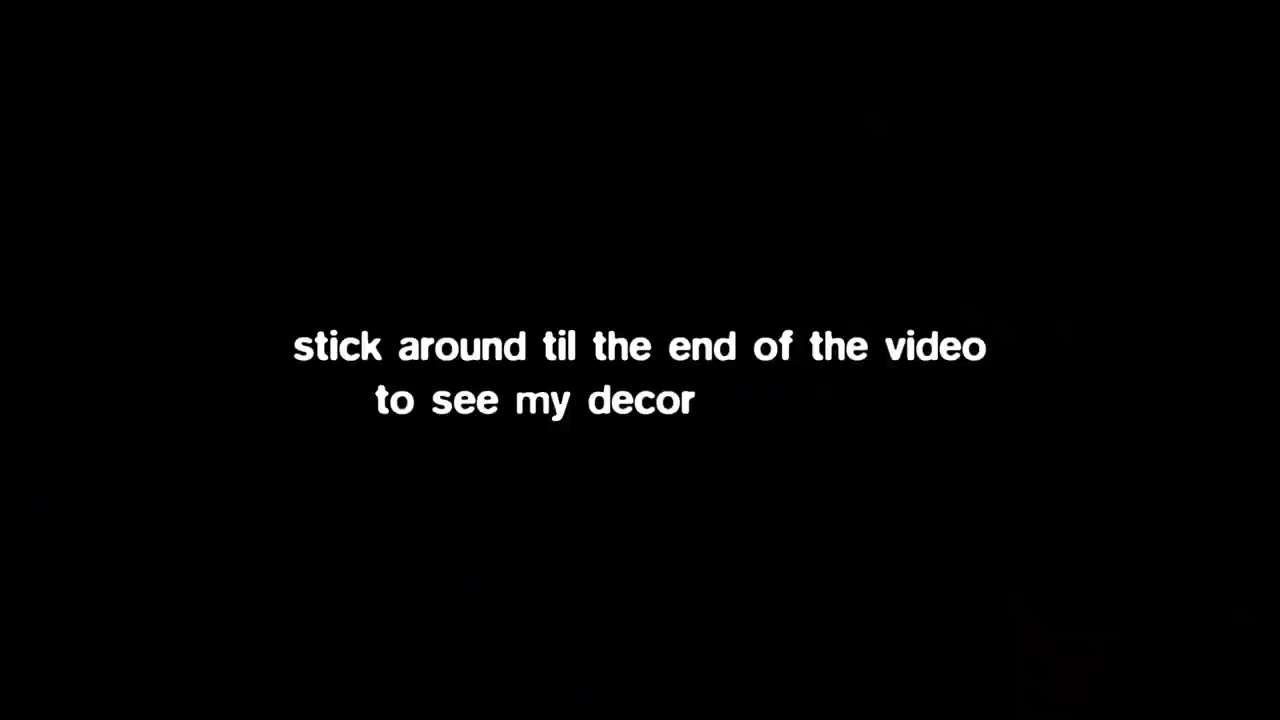 stick around til the end of the video
to see my decor